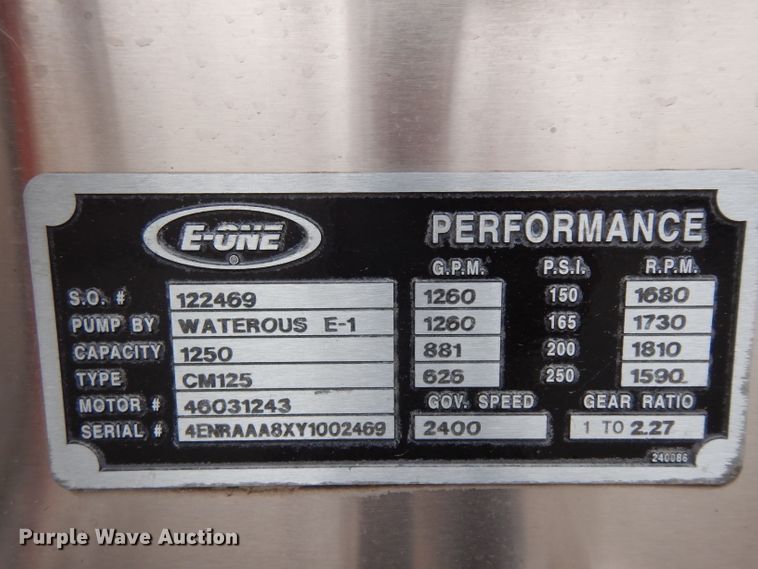 E-ONE ®
PERFORMANCE
G.P.M. P.S.I. R.P.M.
S.O. # 122469 1260 150 1680
PUMP BY WATEROUS E-1 1260 165 1730
CAPACITY 1250 881 200 1810
TYPE CM125 626 250 1590
MOTOR # 46031243 GOV. SPEED GEAR RATIO
SERIAL # 4ENRAAA8XY1002469 2400 1 TO 2.27
240086
Purple Wave Auction